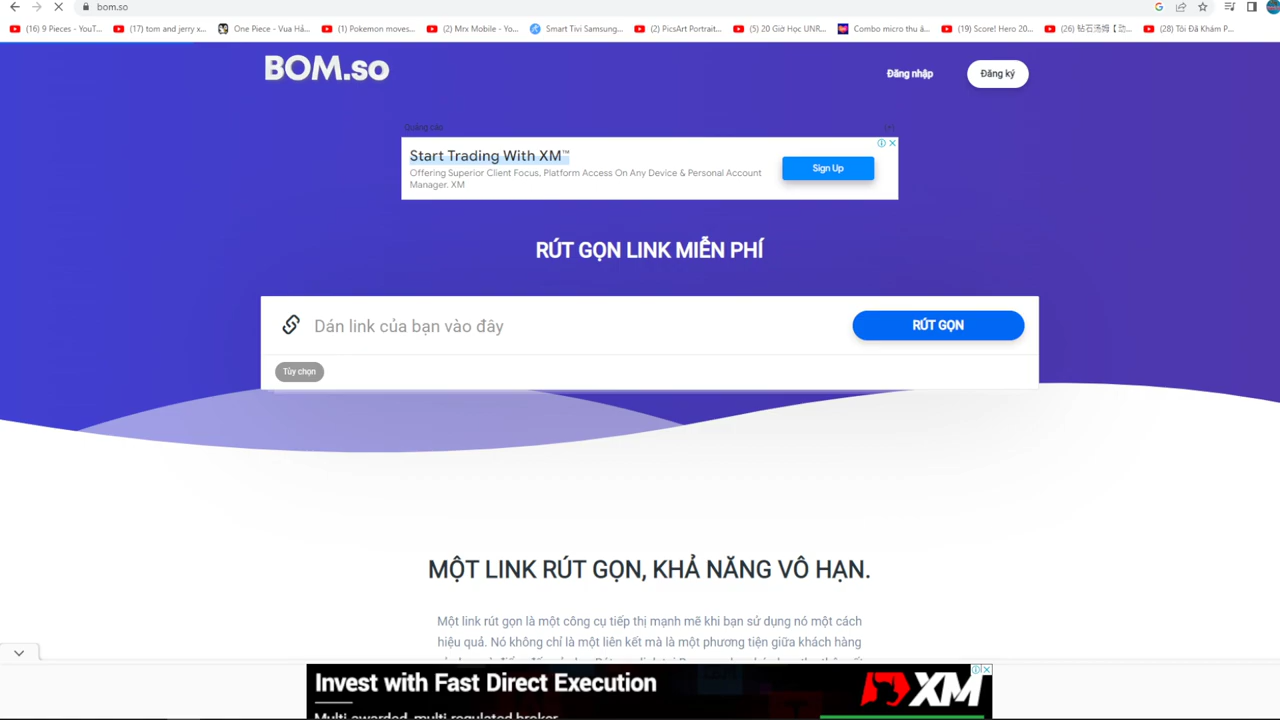 bom.so
(16) 9 Pieces - YouT...
(17) tom and jerry x...
One Piece - Vua Hả...
(1) Pokemon moves...
(2) Mrx Mobile - Yo...
Smart Tivi Samsung...
(2) PicsArt Portrait...
(5) 20 Giờ Học UNR...
Combo micro thu â...
(19) Score! Hero 20...
(26) 钻石汤姆【动...
(28) Tôi Đã Khám P...
BOM.so
Đăng nhập
Đăng ký
Quảng cáo
Start Trading With XM™
Offering Superior Client Focus, Platform Access On Any Device & Personal Account
Manager. XM
Sign Up
RÚT GỌN LINK MIỄN PHÍ
Dán link của bạn vào đây
RÚT GỌN
Tùy chọn
MỘT LINK RÚT GỌN, KHẢ NĂNG VÔ HẠN.
Một link rút gọn là một công cụ tiếp thị mạnh mẽ khi bạn sử dụng nó một cách
hiệu quả. Nó không chỉ là một liên kết mà là một phương tiện giữa khách hàng
Invest with Fast Direct Execution
XM
Multi-awarded, multi-regulated broker